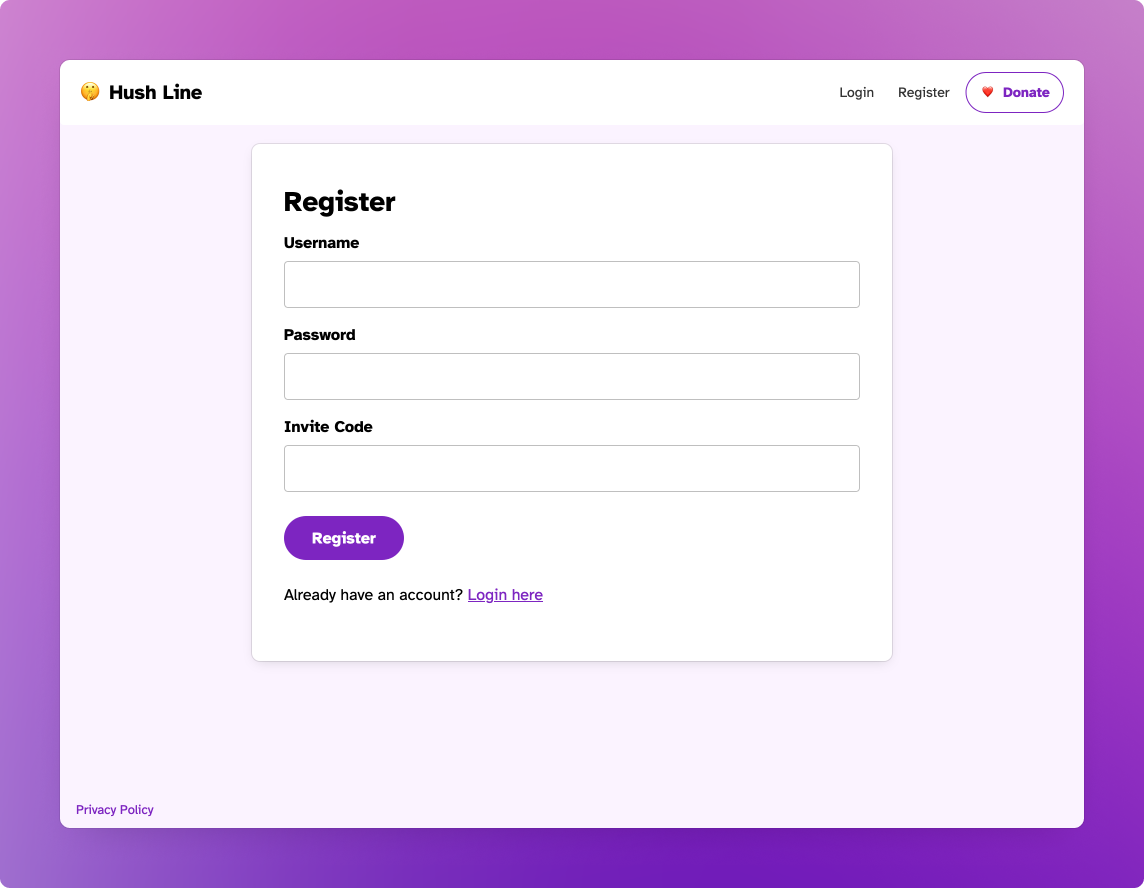 🤫 Hush Line
Login Register ❤️ Donate
Register
Username
Password
Invite Code
Register
Already have an account? Login here
Privacy Policy